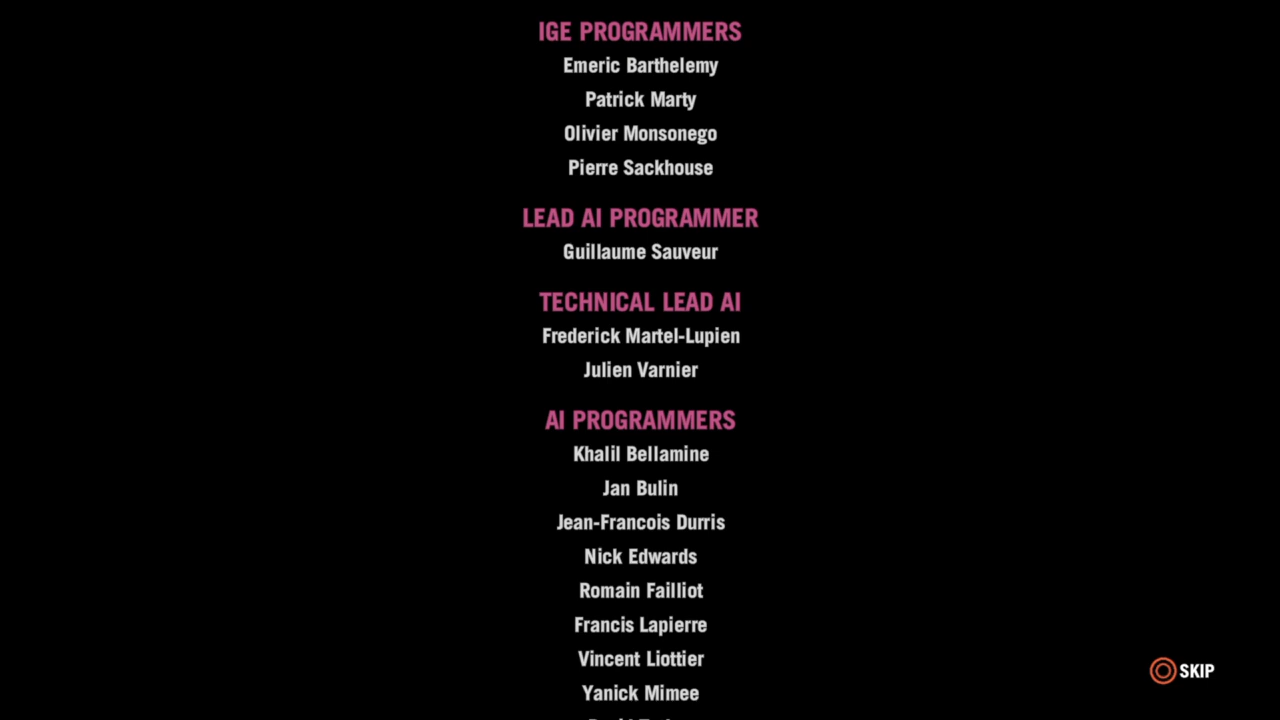 IGE PROGRAMMERS
Emeric Barthelemy
Patrick Marty
Olivier Monsonego
Pierre Sackhouse
LEAD AI PROGRAMMER
Guillaume Sauveur
TECHNICAL LEAD AI
Frederick Martel-Lupien
Julien Varnier
AI PROGRAMMERS
Khalil Bellamine
Jan Bulin
Jean-Francois Durris
Nick Edwards
Romain Failliot
Francis Lapierre
Vincent Liottier
Yanick Mimee
SKIP